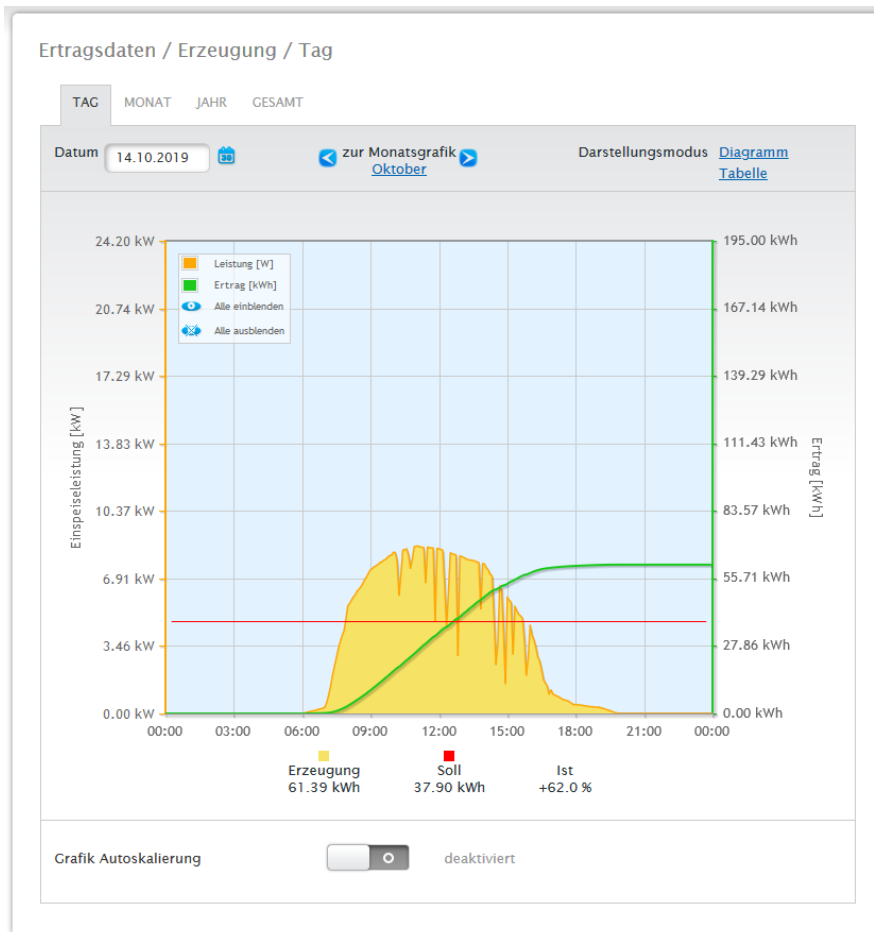 Ertragsdaten / Erzeugung / Tag
TAG MONAT JAHR GESAMT
Datum 14.10.2019 30 zur Monatsgrafik Darstellungsmodus Diagramm
Oktober Tabelle
24.20 kW 195.00 kWh
Leistung [W]
Ertrag [kWh]
Alle einblenden
20.74 kW 167.14 kWh
Alle ausblenden
17.29 kW 139.29 kWh
13.83 kW 111.43 kWh
Einspeiseleistung [kW] Ertrag [kWh]
10.37 kW 83.57 kWh
6.91 kW 55.71 kWh
3.46 kW 27.86 kWh
0.00 kW 0.00 kWh
00:00 03:00 06:00 09:00 12:00 15:00 18:00 21:00 00:00
Erzeugung Soll Ist
61.39 kWh 37.90 kWh +62.0 %
Grafik Autoskalierung deaktiviert